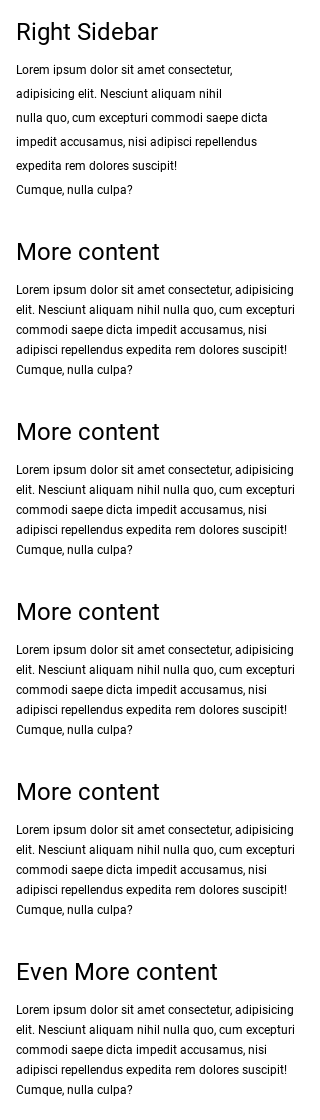 Right Sidebar
Lorem ipsum dolor sit amet consectetur,
adipisicing elit. Nesciunt aliquam nihil
nulla quo, cum excepturi commodi saepe dicta
impedit accusamus, nisi adipisci repellendus
expedita rem dolores suscipit!
Cumque, nulla culpa?
More content
Lorem ipsum dolor sit amet consectetur, adipisicing
elit. Nesciunt aliquam nihil nulla quo, cum excepturi
commodi saepe dicta impedit accusamus, nisi
adipisci repellendus expedita rem dolores suscipit!
Cumque, nulla culpa?
More content
Lorem ipsum dolor sit amet consectetur, adipisicing
elit. Nesciunt aliquam nihil nulla quo, cum excepturi
commodi saepe dicta impedit accusamus, nisi
adipisci repellendus expedita rem dolores suscipit!
Cumque, nulla culpa?
More content
Lorem ipsum dolor sit amet consectetur, adipisicing
elit. Nesciunt aliquam nihil nulla quo, cum excepturi
commodi saepe dicta impedit accusamus, nisi
adipisci repellendus expedita rem dolores suscipit!
Cumque, nulla culpa?
More content
Lorem ipsum dolor sit amet consectetur, adipisicing
elit. Nesciunt aliquam nihil nulla quo, cum excepturi
commodi saepe dicta impedit accusamus, nisi
adipisci repellendus expedita rem dolores suscipit!
Cumque, nulla culpa?
Even More content
Lorem ipsum dolor sit amet consectetur, adipisicing
elit. Nesciunt aliquam nihil nulla quo, cum excepturi
commodi saepe dicta impedit accusamus, nisi
adipisci repellendus expedita rem dolores suscipit!
Cumque, nulla culpa?